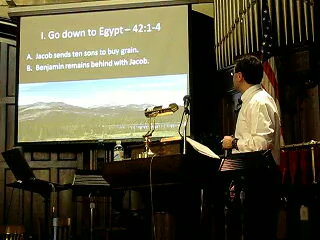 I. Go down to Egypt – 42:1-4
A. Jacob sends ten sons to buy grain.
B. Benjamin remains behind with Jacob.